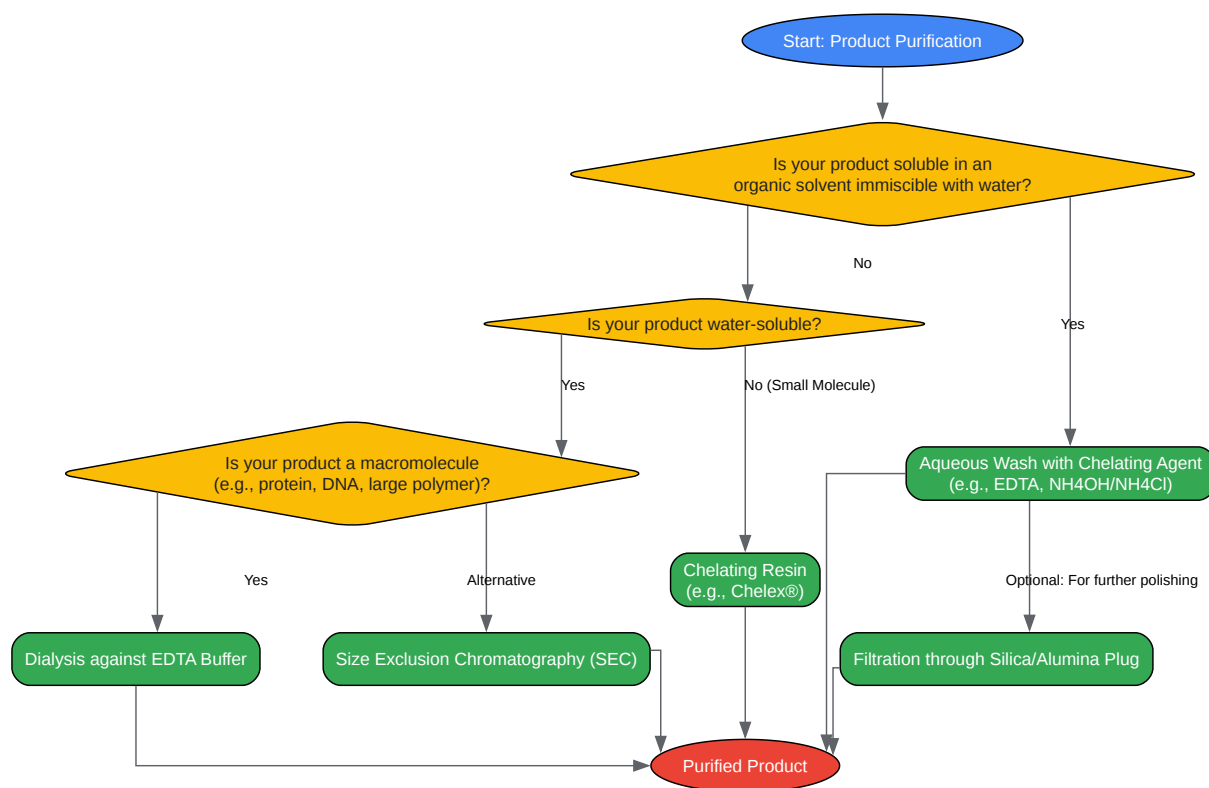 Start: Product Purification
Is your product soluble in an
organic solvent immiscible with water?
No
Is your product water-soluble?
Yes
Yes
No (Small Molecule)
Is your product a macromolecule
(e.g., protein, DNA, large polymer)?
Aqueous Wash with Chelating Agent
(e.g., EDTA, NH4OH/NH4Cl)
Chelating Resin
(e.g., Chelex®)
Yes
Alternative
Optional: For further polishing
Dialysis against EDTA Buffer
Size Exclusion Chromatography (SEC)
Filtration through Silica/Alumina Plug
Purified Product